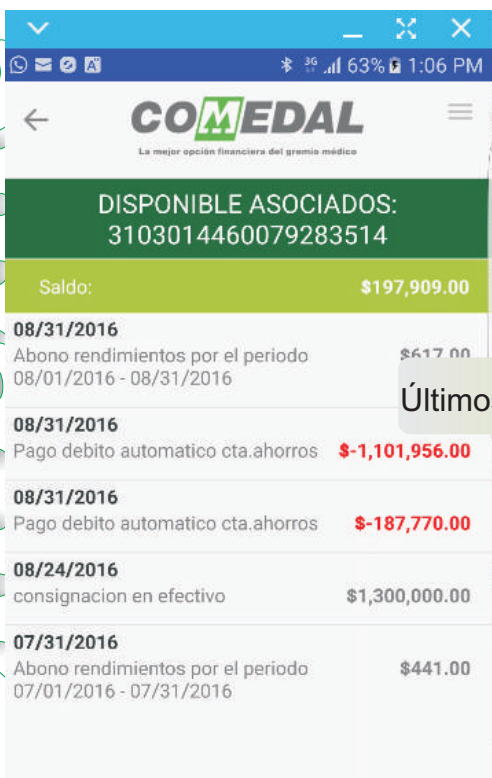 3G 63% 1:06 PM
COMEDAL
La mejor opción financiera del gremio médico
DISPONIBLE ASOCIADOS:
3103014460079283514
Saldo: $197,909.00
08/31/2016
Abono rendimientos por el periodo $617.00
08/01/2016 - 08/31/2016
Último
08/31/2016
Pago debito automatico cta.ahorros $-1,101,956.00
08/31/2016
Pago debito automatico cta.ahorros $-187,770.00
08/24/2016
consignacion en efectivo $1,300,000.00
07/31/2016
Abono rendimientos por el periodo $441.00
07/01/2016 - 07/31/2016